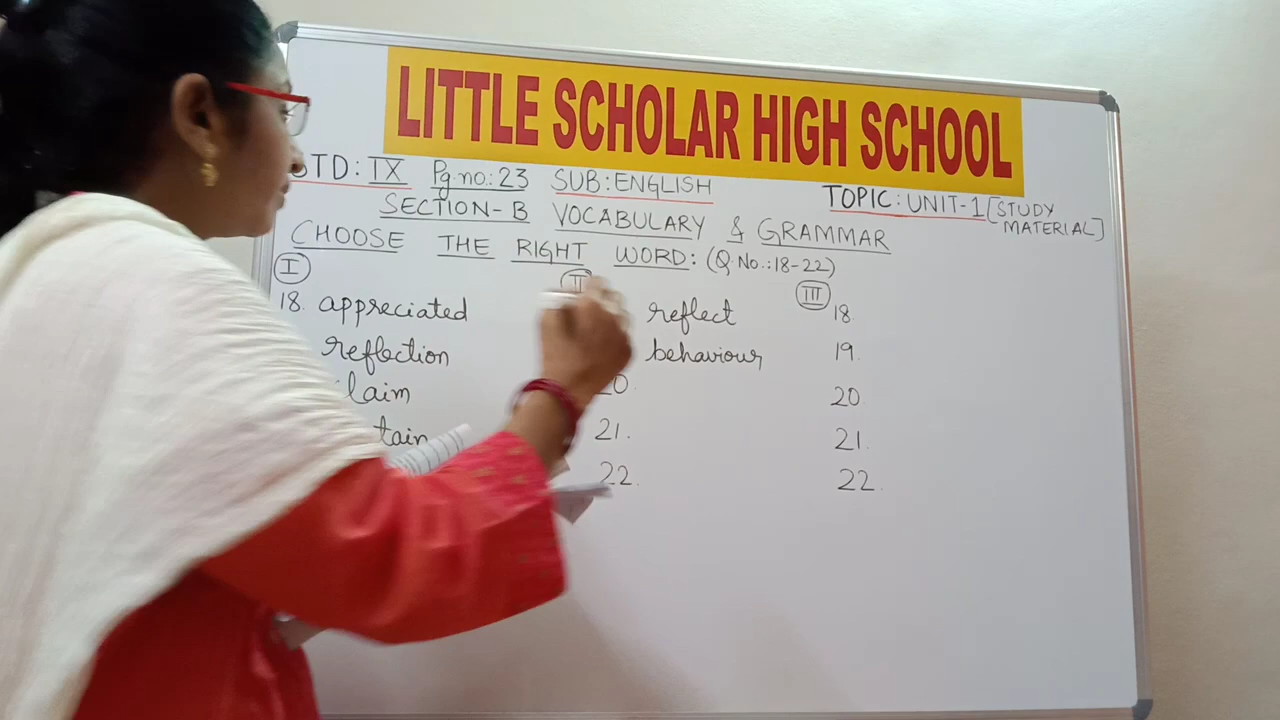 LITTLE SCHOLAR HIGH SCHOOL
STD: IX Pg.no.: 23 SUB: ENGLISH TOPIC: UNIT-1 [STUDY MATERIAL]
SECTION-B VOCABULARY & GRAMMAR
CHOOSE THE RIGHT WORD: (Q.No.:18-22)
I II III
18. appreciated reflect 18.
reflection behaviour 19.
20. 20.
21. 21.
22. 22.